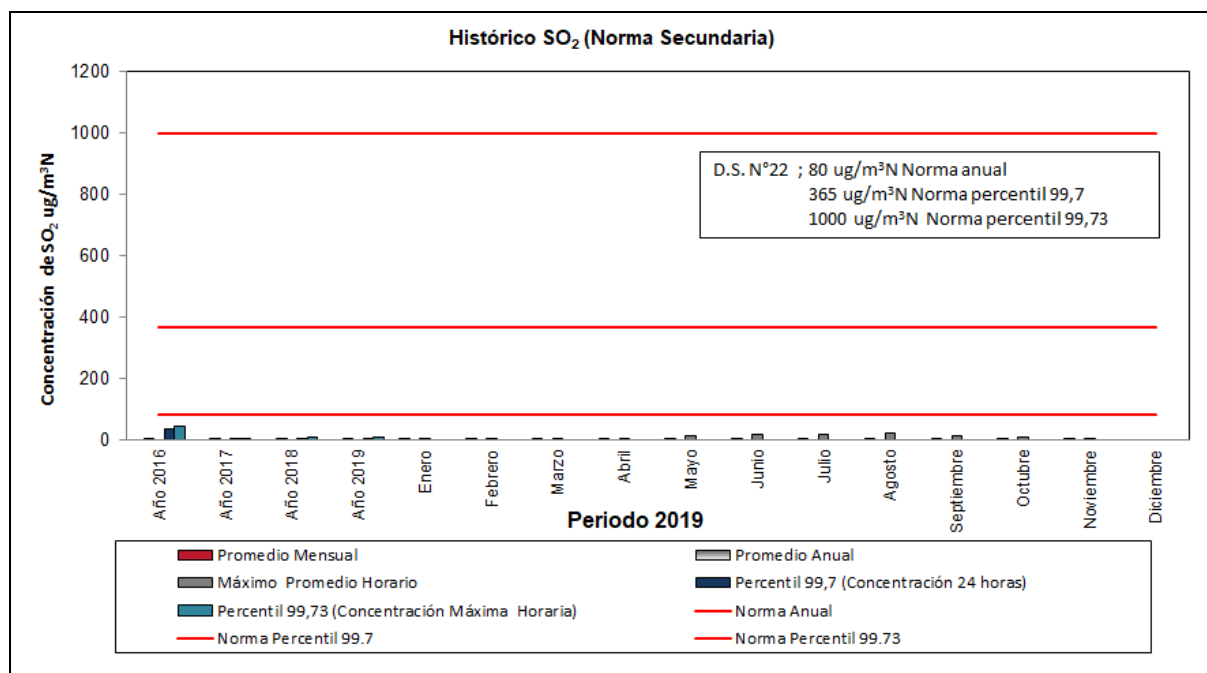 Histórico SO₂ (Norma Secundaria)
Concentración de SO₂ ug/m³N
1200
1000
800
600
400
200
0
D.S. N°22 ; 80 ug/m³N Norma anual
365 ug/m³N Norma percentil 99,7
1000 ug/m³N Norma percentil 99,73
Año 2016
Año 2017
Año 2018
Año 2019
Enero
Febrero
Marzo
Abril
Mayo
Junio
Julio
Agosto
Septiembre
Octubre
Noviembre
Diciembre
Periodo 2019
Promedio Mensual
Promedio Anual
Máximo Promedio Horario
Percentil 99,7 (Concentración 24 horas)
Percentil 99,73 (Concentración Máxima Horaria)
Norma Anual
Norma Percentil 99.7
Norma Percentil 99.73